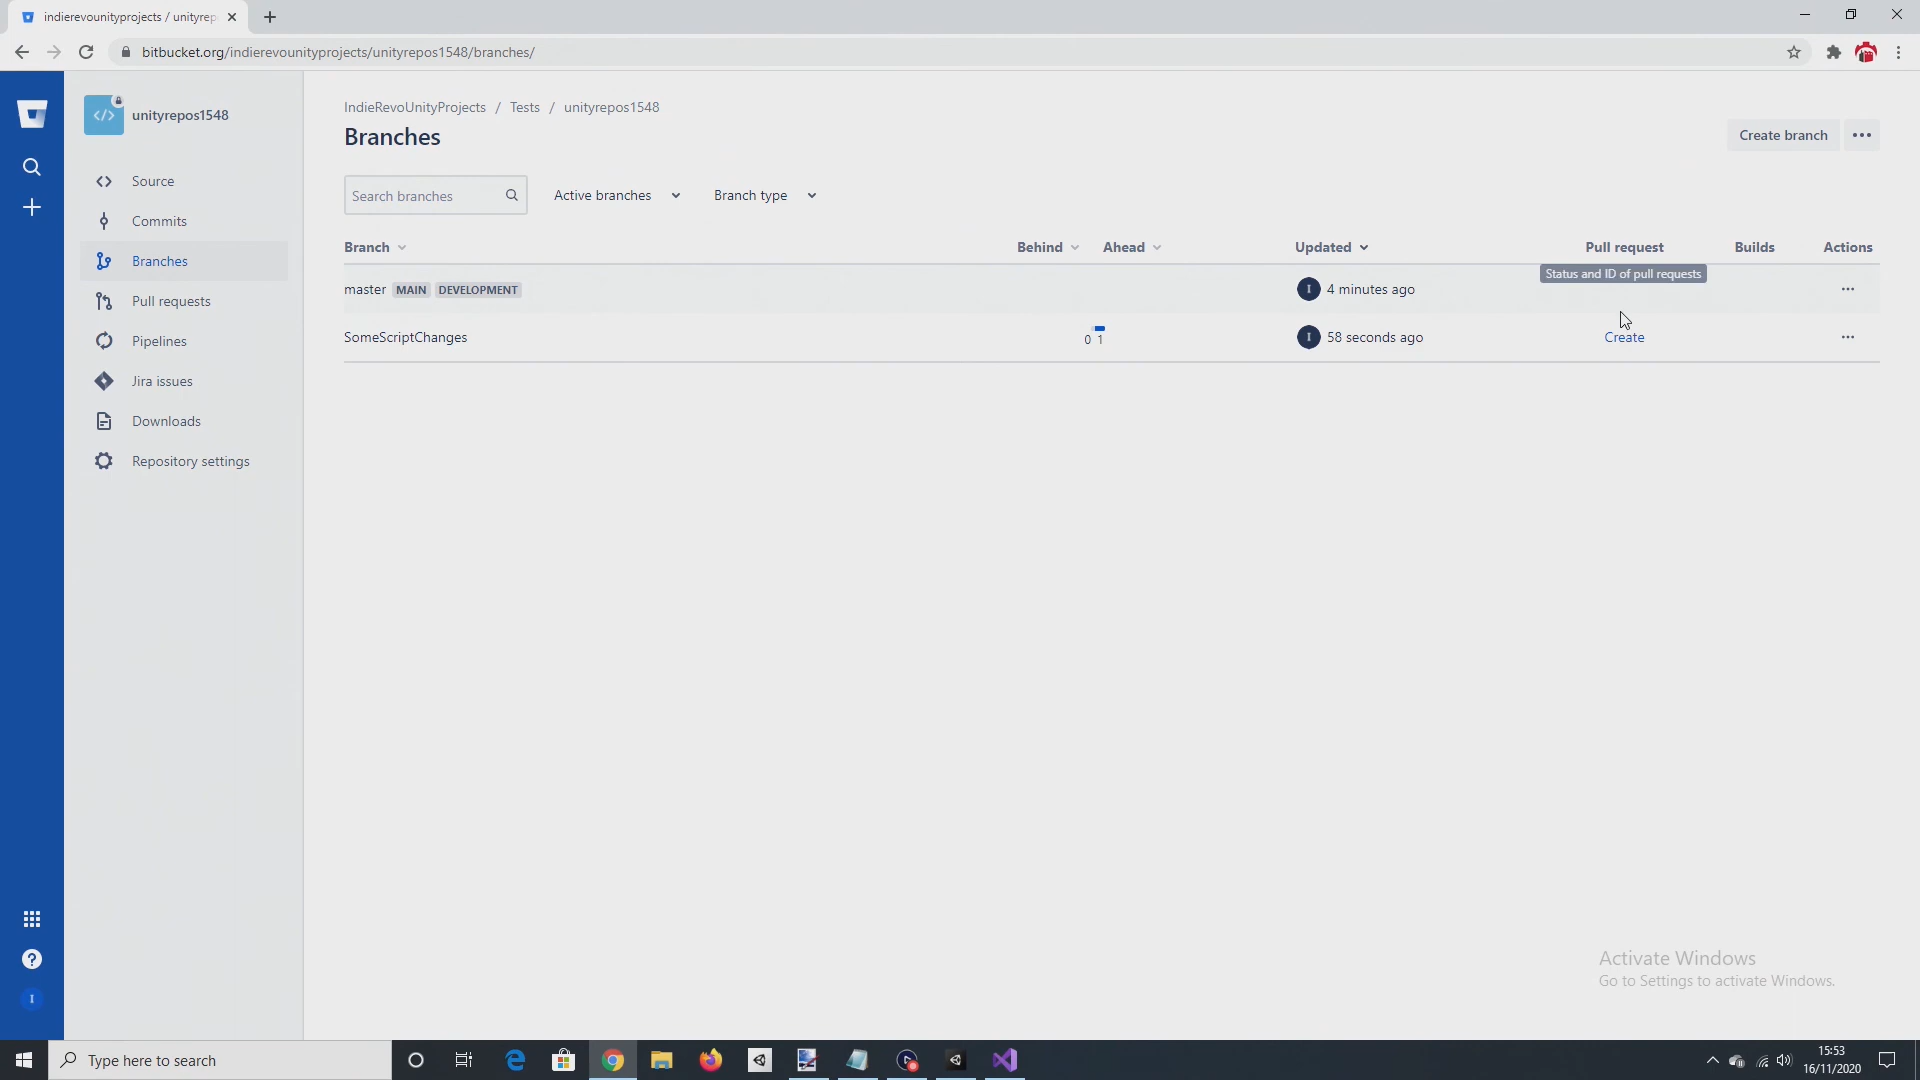 indierevounityprojects / unityrep
bitbucket.org/indierevounityprojects/unityrepos1548/branches/
unityrepos1548
Source
Commits
Branches
Pull requests
Pipelines
Jira issues
Downloads
Repository settings
IndieRevoUnityProjects / Tests / unityrepos1548
Branches
Create branch
Search branches
Active branches
Branch type
Branch Behind Ahead Updated Pull request Builds Actions
Status and ID of pull requests
master MAIN DEVELOPMENT I 4 minutes ago
SomeScriptChanges 0 1 I 58 seconds ago Create
I
Activate Windows
Go to Settings to activate Windows.
Type here to search
15:53
16/11/2020